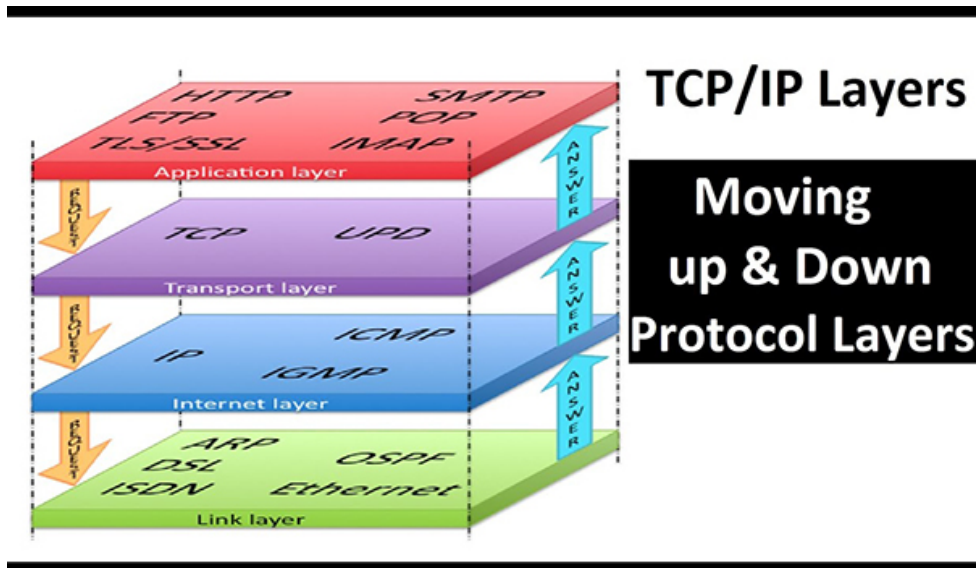 TCP/IP Layers
Moving
up & Down
Protocol Layers
HTTP SMTP
FTP POP
TLS/SSL IMAP
Application layer
REQUEST
ANSWER
TCP UPD
Transport layer
REQUEST
ANSWER
ICMP
IP
IGMP
Internet layer
REQUEST
ANSWER
ARP
OSPF
DSL
ISDN Ethernet
Link layer